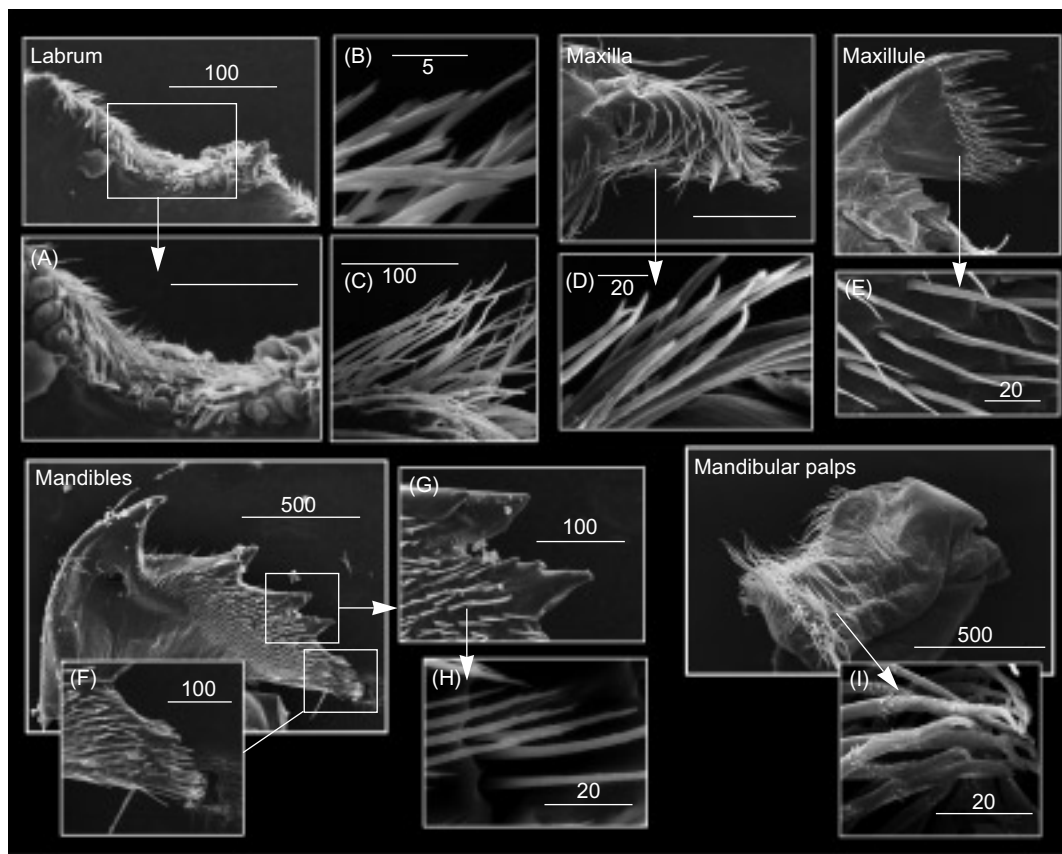 Labrum
100
(B)
5
Maxilla
Maxillule
(A)
(C)
100
(D)
20
(E)
20
Mandibles
500
(G)
100
Mandibular palps
500
(F)
100
(H)
20
(I)
20